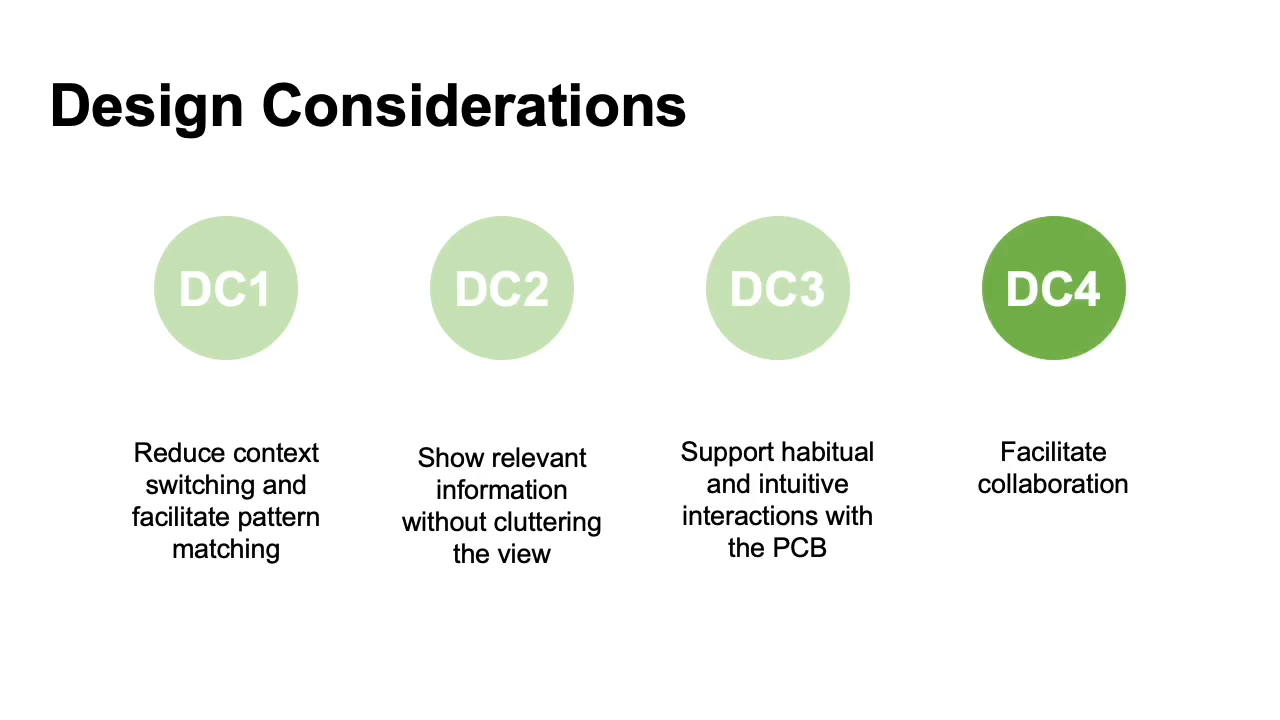 Design Considerations
DC1
DC2
DC3
DC4
Reduce context
switching and
facilitate pattern
matching
Show relevant
information
without cluttering
the view
Support habitual
and intuitive
interactions with
the PCB
Facilitate
collaboration